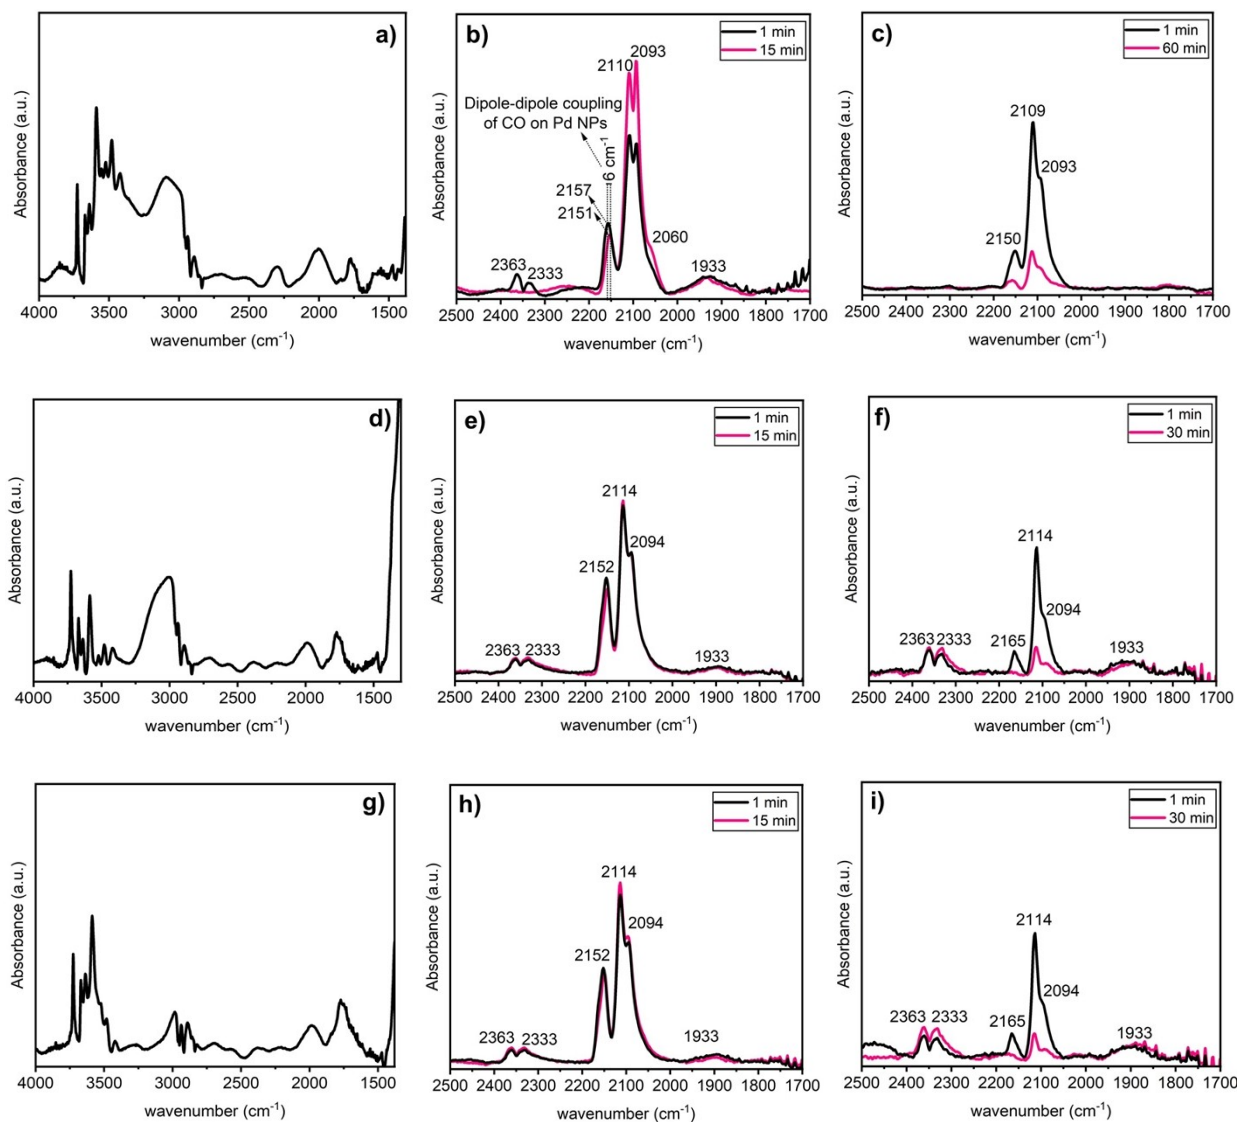 a)
Absorbance (a.u.)
4000 3500 3000 2500 2000 1500
wavenumber (cm⁻¹)
b)
1 min
15 min
2093
2110
Dipole-dipole coupling
of CO on Pd NPs
6 cm⁻¹
2157
2151
2363
2333
2060
1933
Absorbance (a.u.)
2500 2400 2300 2200 2100 2000 1900 1800 1700
wavenumber (cm⁻¹)
c)
1 min
60 min
2109
2093
2150
Absorbance (a.u.)
2500 2400 2300 2200 2100 2000 1900 1800 1700
wavenumber (cm⁻¹)
d)
Absorbance (a.u.)
4000 3500 3000 2500 2000 1500
wavenumber (cm⁻¹)
e)
1 min
15 min
2114
2094
2152
2363 2333
1933
Absorbance (a.u.)
2500 2400 2300 2200 2100 2000 1900 1800 1700
wavenumber (cm⁻¹)
f)
1 min
30 min
2114
2094
2363 2333
2165
1933
Absorbance (a.u.)
2500 2400 2300 2200 2100 2000 1900 1800 1700
wavenumber (cm⁻¹)
g)
Absorbance (a.u.)
4000 3500 3000 2500 2000 1500
wavenumber (cm⁻¹)
h)
1 min
15 min
2114
2094
2152
2363 2333
1933
Absorbance (a.u.)
2500 2400 2300 2200 2100 2000 1900 1800 1700
wavenumber (cm⁻¹)
i)
1 min
30 min
2114
2094
2363 2333
2165
1933
Absorbance (a.u.)
2500 2400 2300 2200 2100 2000 1900 1800 1700
wavenumber (cm⁻¹)